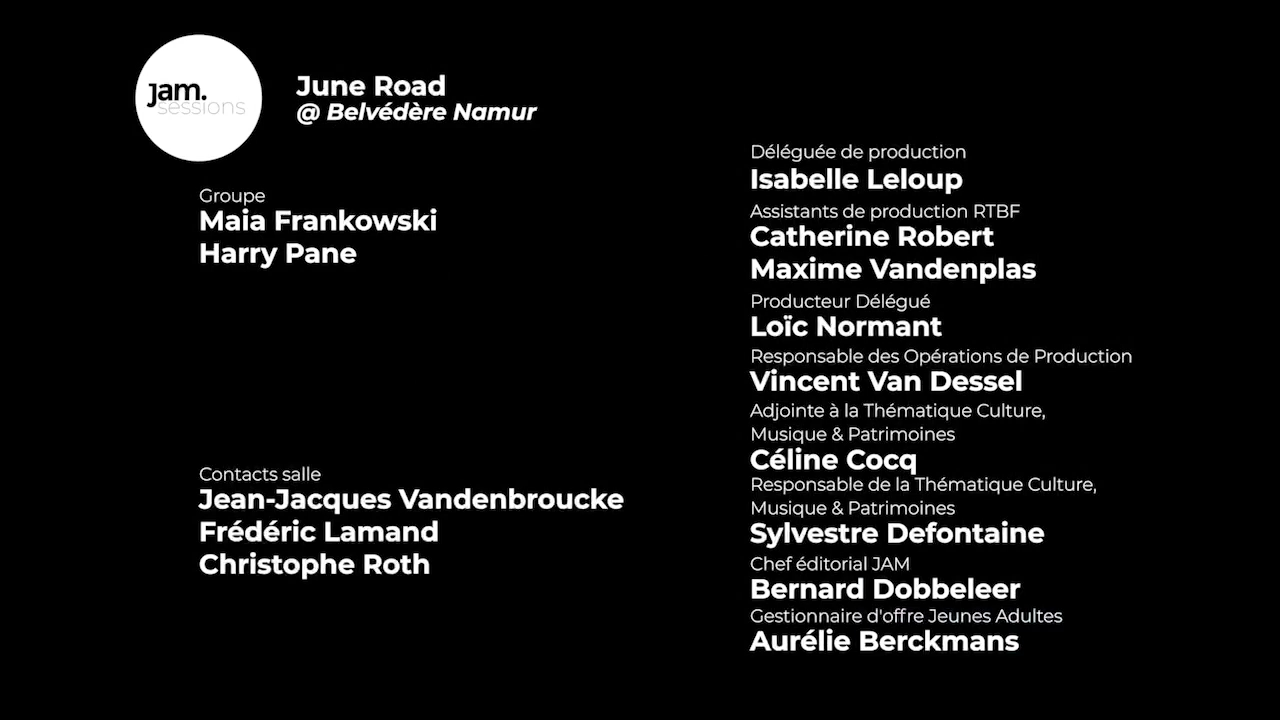 jam.
sessions
June Road
@ Belvédère Namur
Groupe
Maia Frankowski
Harry Pane
Contacts salle
Jean-Jacques Vandenbroucke
Frédéric Lamand
Christophe Roth
Déléguée de production
Isabelle Leloup
Assistants de production RTBF
Catherine Robert
Maxime Vandenplas
Producteur Délégué
Loïc Normant
Responsable des Opérations de Production
Vincent Van Dessel
Adjointe à la Thématique Culture,
Musique & Patrimoines
Céline Cocq
Responsable de la Thématique Culture,
Musique & Patrimoines
Sylvestre Defontaine
Chef éditorial JAM
Bernard Dobbeleer
Gestionnaire d'offre Jeunes Adultes
Aurélie Berckmans